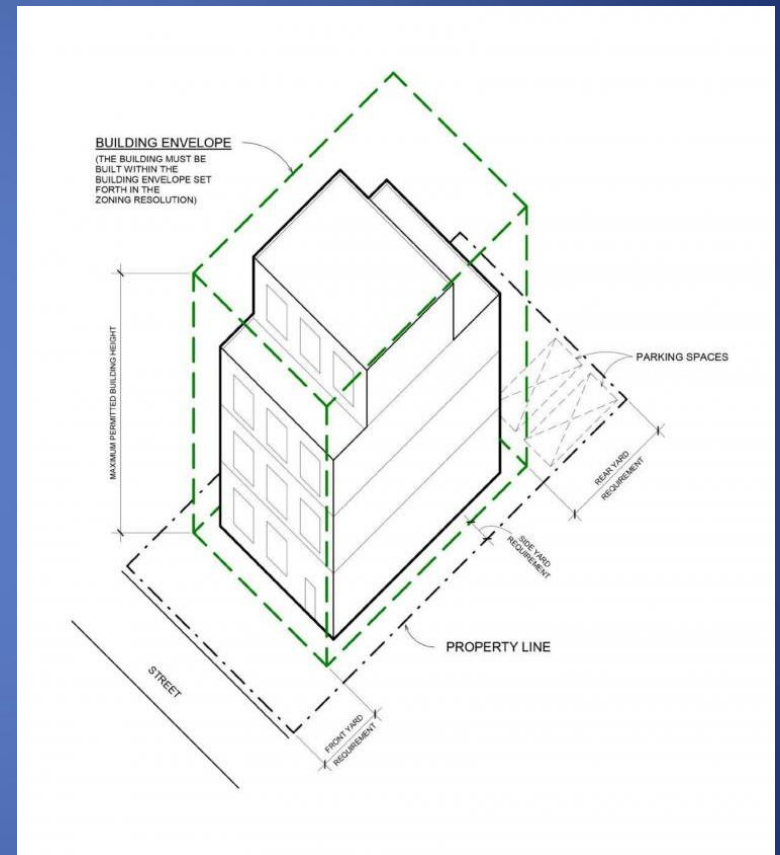 BUILDING ENVELOPE
(THE BUILDING MUST BE
BUILT WITHIN THE
BUILDING ENVELOPE SET
FORTH IN THE
ZONING RESOLUTION)
MAXIMUM PERMITTED BUILDING HEIGHT
PARKING SPACES
REAR YARD
REQUIREMENT
SIDE YARD
REQUIREMENT
PROPERTY LINE
STREET
FRONT YARD
REQUIREMENT